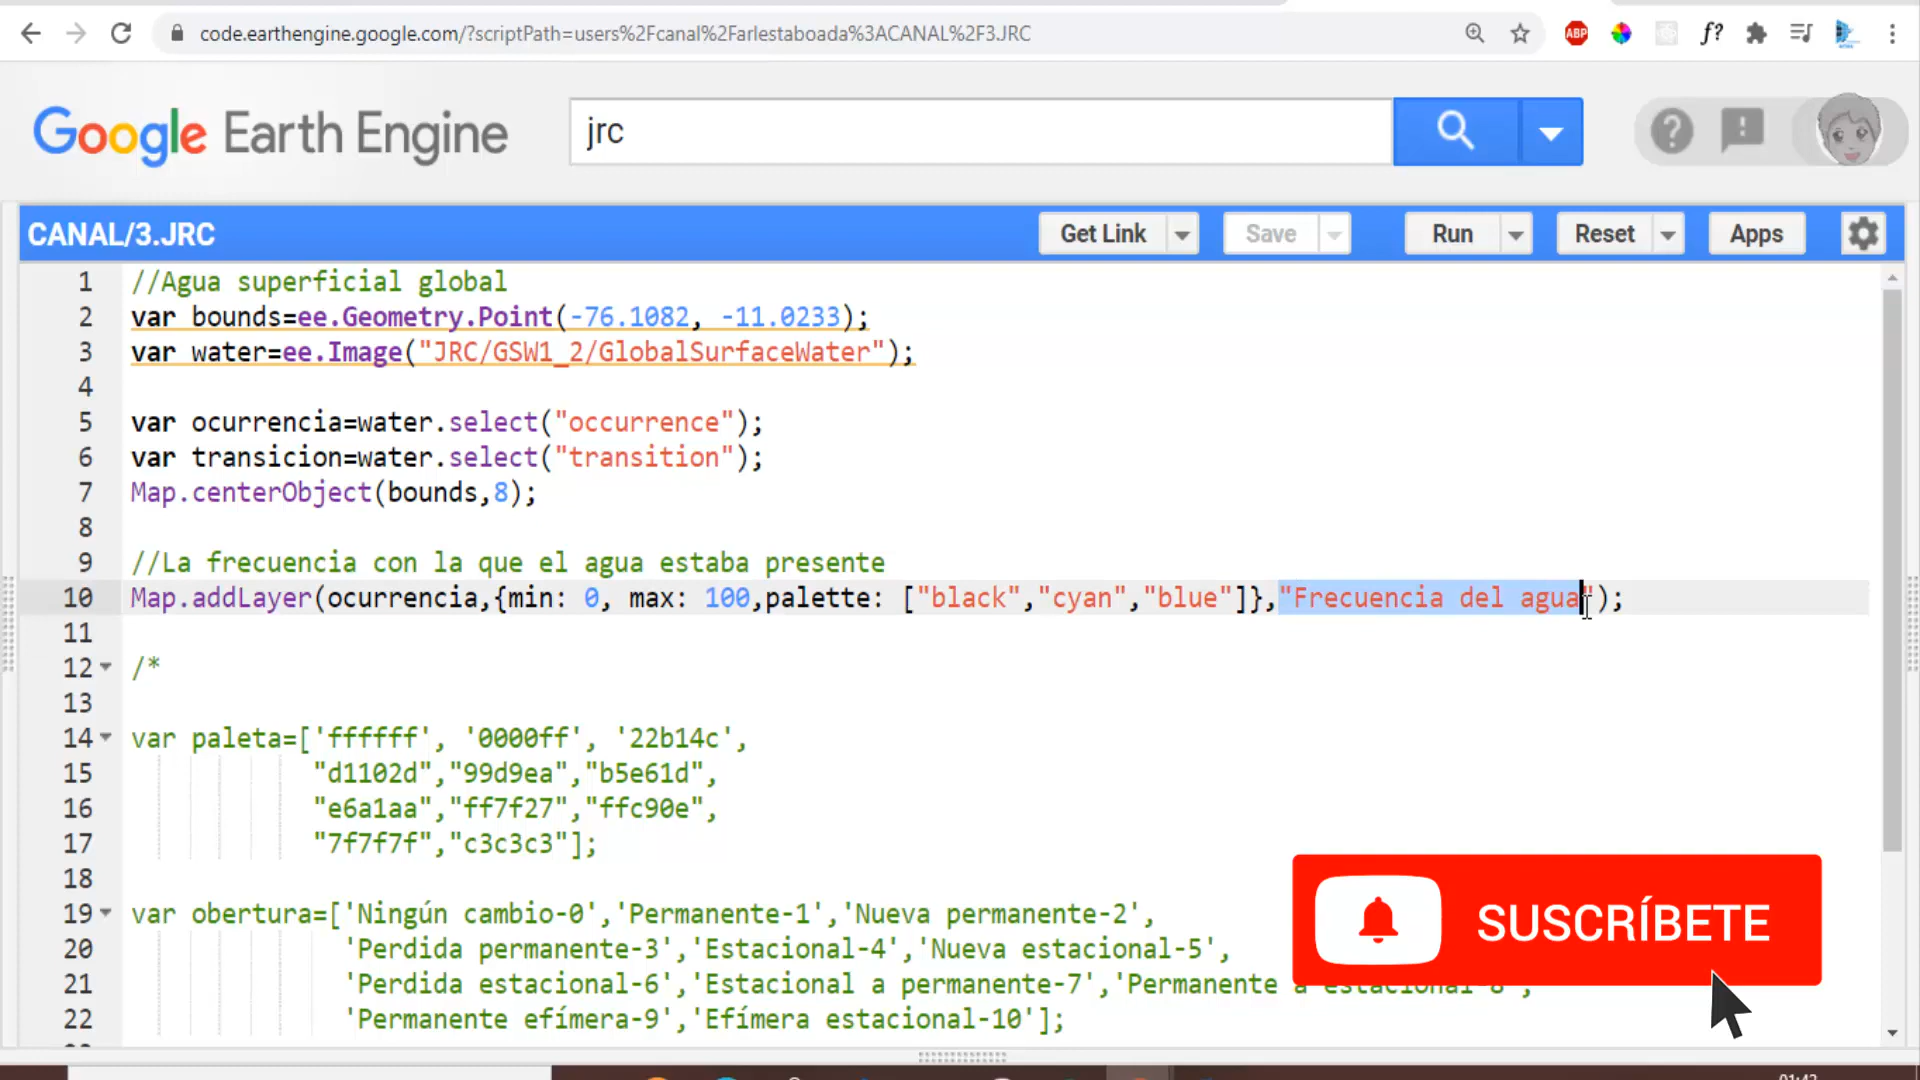 code.earthengine.google.com/?scriptPath=users%2Fcanal%2Farlestaboada%3ACANAL%2F3.JRC
ABP
f?
Google Earth Engine
jrc
CANAL/3.JRC
Get Link
Save
Run
Reset
Apps
1 //Agua superficial global
2 var bounds=ee.Geometry.Point(-76.1082, -11.0233);
3 var water=ee.Image("JRC/GSW1_2/GlobalSurfaceWater");
4
5 var ocurrencia=water.select("occurrence");
6 var transicion=water.select("transition");
7 Map.centerObject(bounds,8);
8
9 //La frecuencia con la que el agua estaba presente
10 Map.addLayer(ocurrencia,{min: 0, max: 100,palette: ["black","cyan","blue"]},"Frecuencia del agua");
11
12 /*
13
14 var paleta=['ffffff', '0000ff', '22b14c',
15 "d1102d","99d9ea","b5e61d",
16 "e6a1aa","ff7f27","ffc90e",
17 "7f7f7f","c3c3c3"];
18
19 var obertura=['Ningún cambio-0','Permanente-1','Nueva permanente-2',
20 'Perdida permanente-3','Estacional-4','Nueva estacional-5',
21 'Perdida estacional-6','Estacional a permanente-7','Permanente a estacional-8',
22 'Permanente efímera-9','Efímera estacional-10'];
SUSCRÍBETE